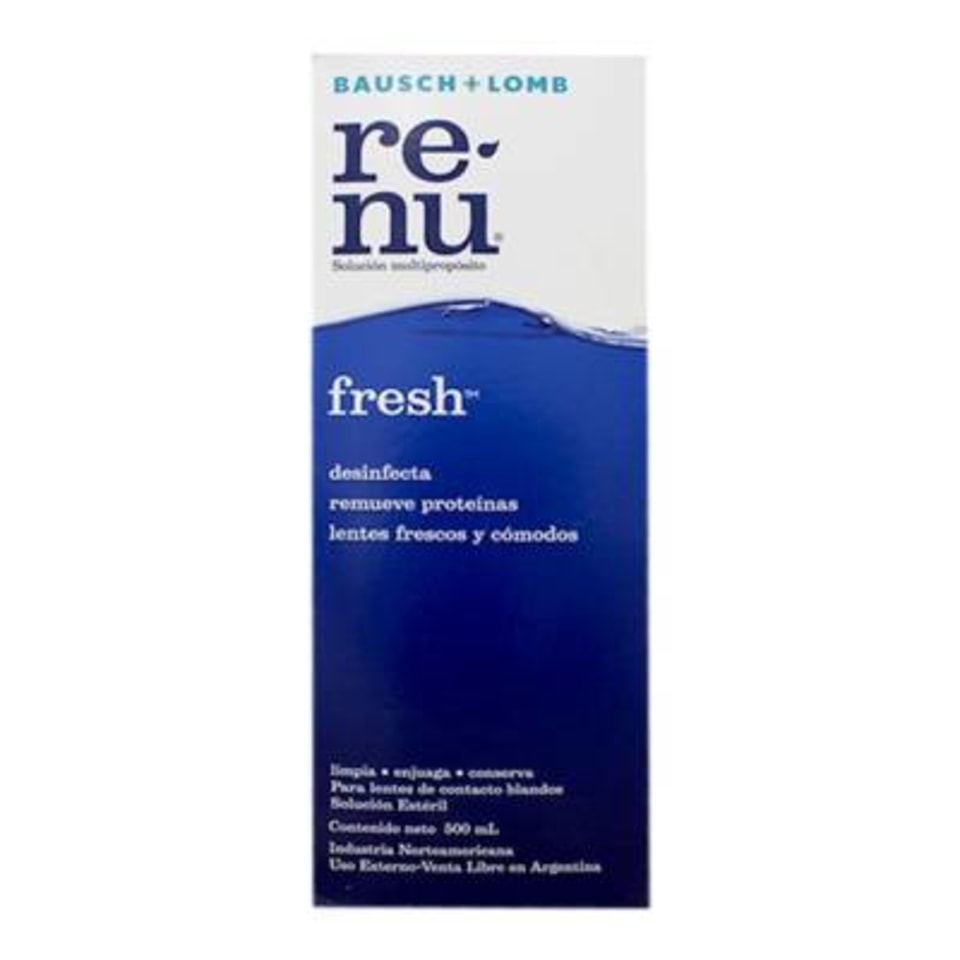 BAUSCH + LOMB
re·
nu®
Solución multipropósito
fresh™
desinfecta
remueve proteínas
lentes frescos y cómodos
limpia • enjuaga • conserva
Para lentes de contacto blandos
Solución Estéril
Contenido neto 500 mL
Industria Norteamericana
Uso Externo-Venta Libre en Argentina